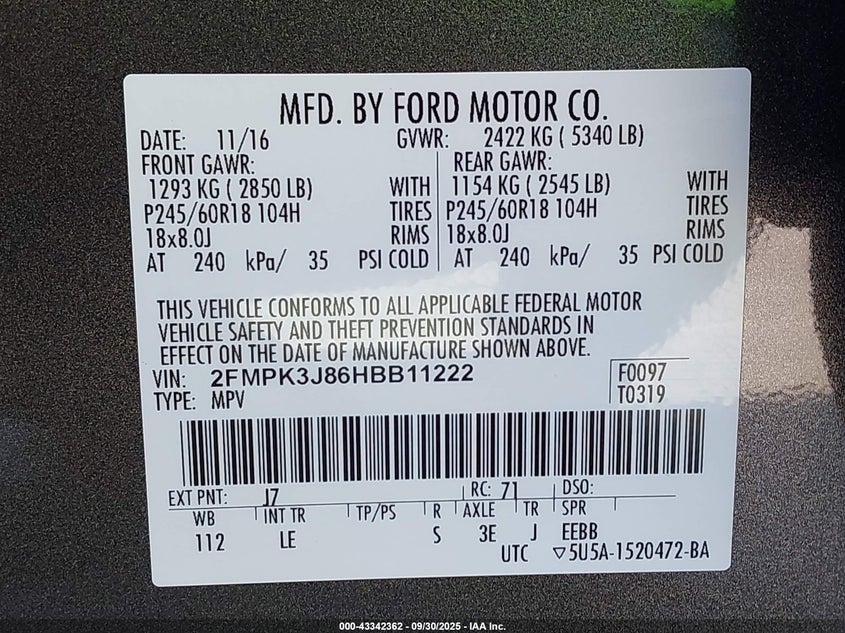 MFD. BY FORD MOTOR CO.
DATE: 11/16 GVWR: 2422 KG ( 5340 LB)
FRONT GAWR: REAR GAWR:
1293 KG ( 2850 LB) WITH 1154 KG ( 2545 LB) WITH
P245/60R18 104H TIRES P245/60R18 104H TIRES
18x8.0J RIMS 18x8.0J RIMS
AT 240 kPa/ 35 PSI COLD AT 240 kPa/ 35 PSI COLD
THIS VEHICLE CONFORMS TO ALL APPLICABLE FEDERAL MOTOR
VEHICLE SAFETY AND THEFT PREVENTION STANDARDS IN
EFFECT ON THE DATE OF MANUFACTURE SHOWN ABOVE.
VIN: 2FMPK3J86HBB11222 F0097
TYPE: MPV T0319
EXT PNT: J7 RC: 71 DSO:
WB INT TR TP/PS R AXLE TR SPR
112 LE S 3E J EEBB
UTC ▽5U5A-1520472-BA
000-43342362 - 09/30/2025 - IAA Inc.